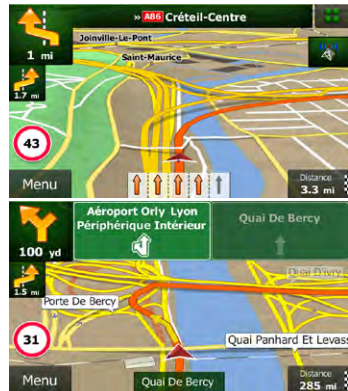 » A86 Créteil-Centre
1 mi
Joinville-Le-Pont
Saint-Maurice
1.7 mi
43
Menu
Distance
3.3 mi
Aéroport Orly Lyon
Périphérique Intérieur
Quai De Bercy
100 yd
1.5 mi
Quai D'ivry
Porte De Bercy
31
Quai Panhard Et Levass
Menu
Quai De Bercy
Distance
285 mi